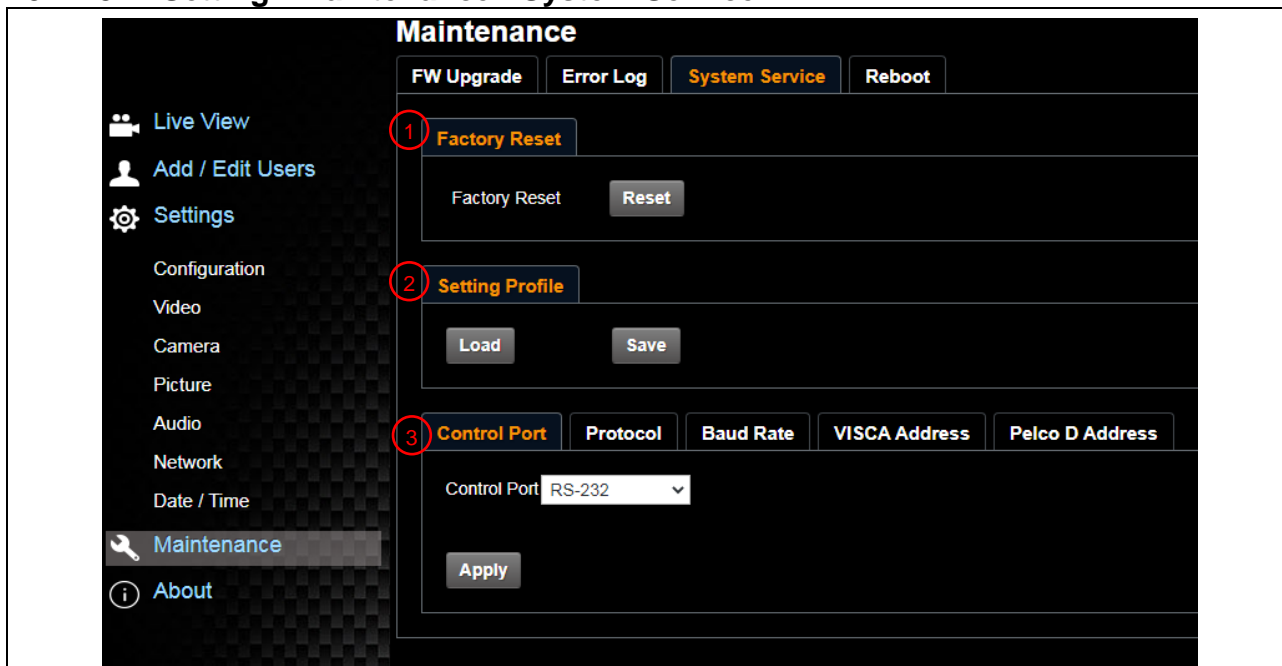 Maintenance
FW Upgrade Error Log System Service Reboot
Live View
Add / Edit Users
Settings
Configuration
Video
Camera
Picture
Audio
Network
Date / Time
Maintenance
About
1 Factory Reset
Factory Reset Reset
2 Setting Profile
Load Save
3 Control Port Protocol Baud Rate VISCA Address Pelco D Address
Control Port RS-232
Apply